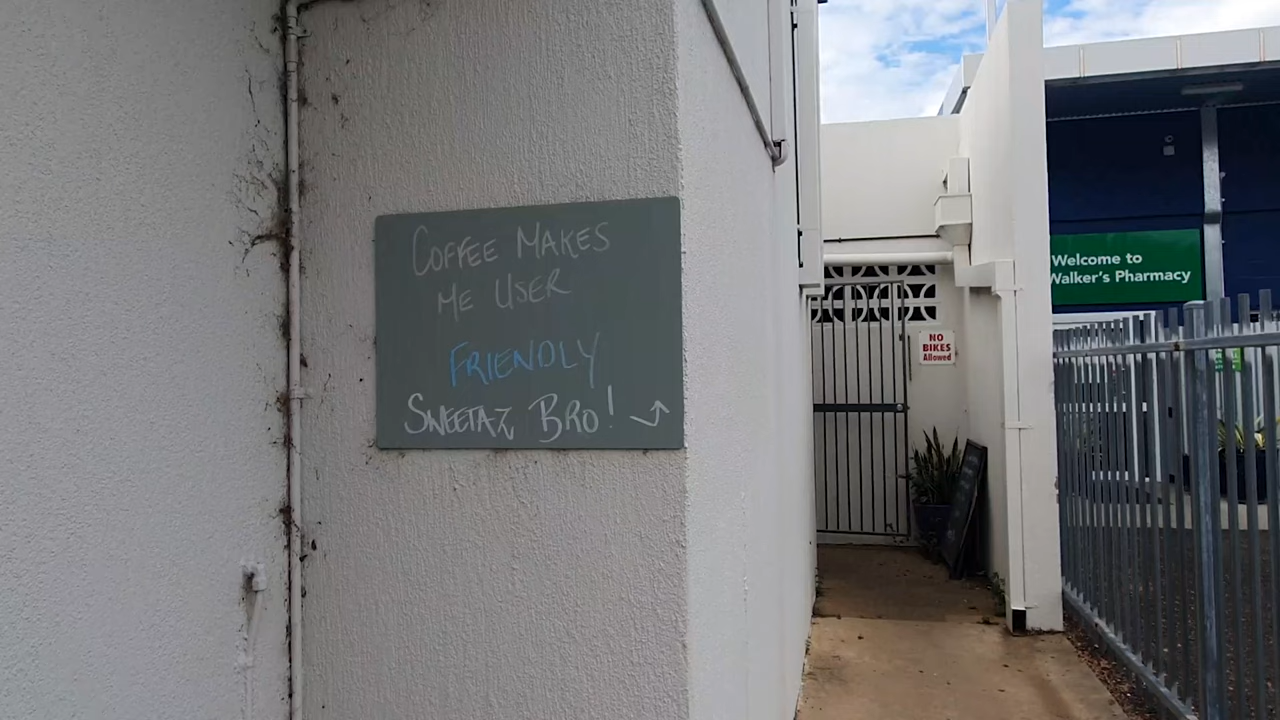 COFFEE MAKES
ME USER
FRIENDLY
SWEETAZ BRO!
Welcome to
Walker's Pharmacy
NO
BIKES
Allowed